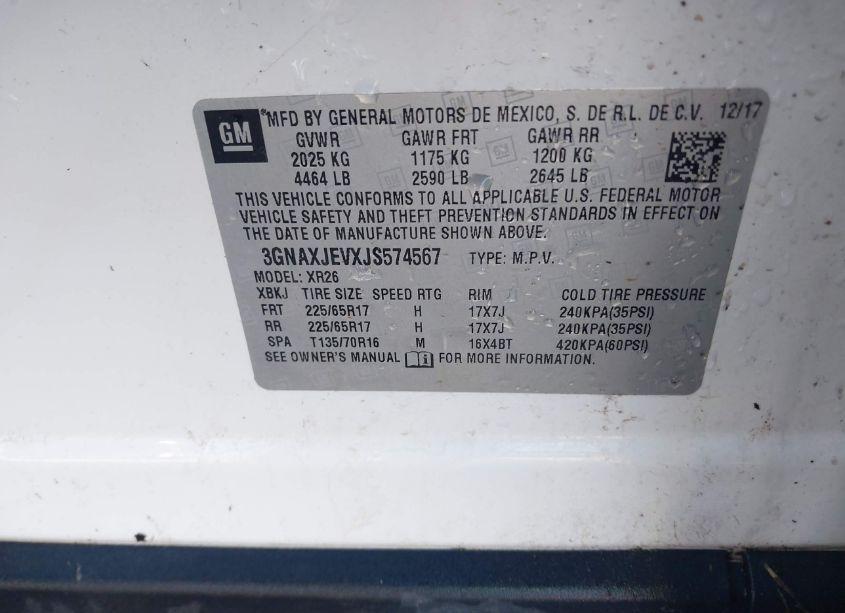 GM
*MFD BY GENERAL MOTORS DE MEXICO, S. DE R.L. DE C.V. 12/17
GVWR GAWR FRT GAWR RR
2025 KG 1175 KG 1200 KG
4464 LB 2590 LB 2645 LB
THIS VEHICLE CONFORMS TO ALL APPLICABLE U.S. FEDERAL MOTOR
VEHICLE SAFETY AND THEFT PREVENTION STANDARDS IN EFFECT ON
THE DATE OF MANUFACTURE SHOWN ABOVE.
3GNAXJEVXJS574567 TYPE: M.P.V.
MODEL: XR26
XBKJ TIRE SIZE SPEED RTG RIM COLD TIRE PRESSURE
FRT 225/65R17 H 17X7J 240KPA(35PSI)
RR 225/65R17 H 17X7J 240KPA(35PSI)
SPA T135/70R16 M 16X4BT 420KPA(60PSI)
SEE OWNER'S MANUAL FOR MORE INFORMATION.